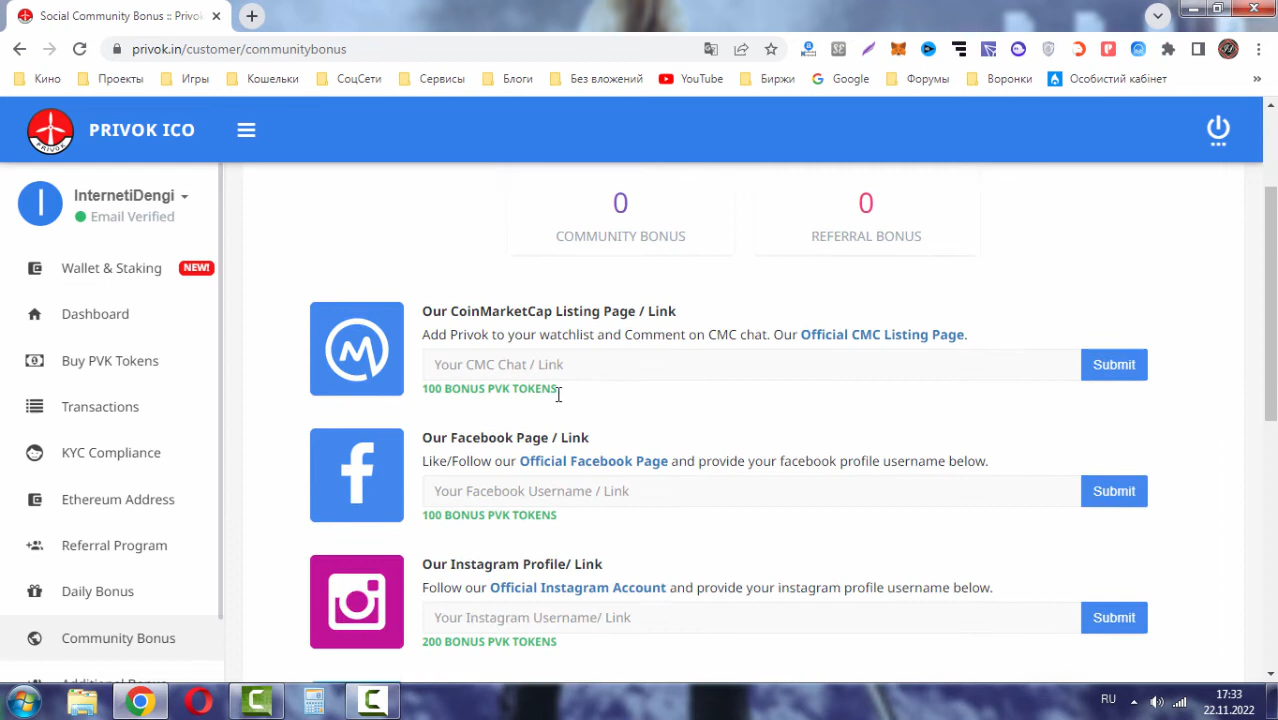 Social Community Bonus :: Privok
privok.in/customer/communitybonus
Кино
Проекты
Игры
Кошельки
СоцСети
Сервисы
Блоги
Без вложений
YouTube
Биржи
Google
Форумы
Воронки
Особистий кабінет
»
PRIVOK
PRIVOK ICO
I
InternetiDengi
Email Verified
Wallet & Staking NEW!
Dashboard
Buy PVK Tokens
Transactions
KYC Compliance
Ethereum Address
Referral Program
Daily Bonus
Community Bonus
0
COMMUNITY BONUS
0
REFERRAL BONUS
Our CoinMarketCap Listing Page / Link
Add Privok to your watchlist and Comment on CMC chat. Our Official CMC Listing Page.
Your CMC Chat / Link
Submit
100 BONUS PVK TOKENS
Our Facebook Page / Link
Like/Follow our Official Facebook Page and provide your facebook profile username below.
Your Facebook Username / Link
Submit
100 BONUS PVK TOKENS
Our Instagram Profile/ Link
Follow our Official Instagram Account and provide your instagram profile username below.
Your Instagram Username/ Link
Submit
200 BONUS PVK TOKENS
RU
17:33
22.11.2022